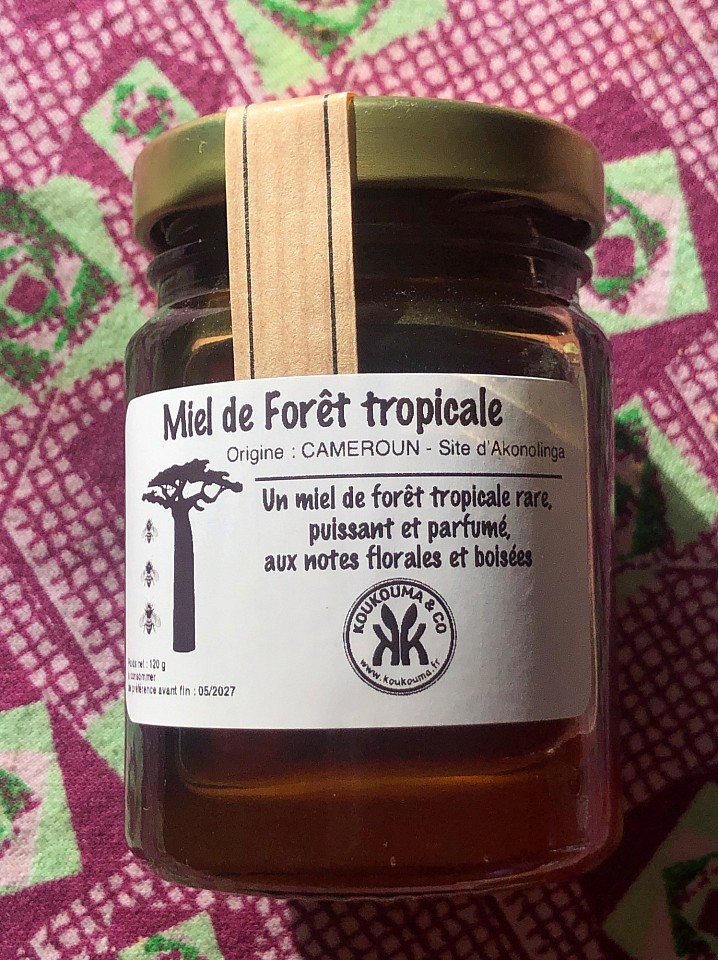 Miel de Forêt tropicale
Origine : CAMEROUN - Site d'Akonolinga
Un miel de forêt tropicale rare,
puissant et parfumé,
aux notes florales et boisées
KOUKOUMA & CO
www.koukouma.fr
Poids net : 120 g
à consommer
de préférence avant fin : 05/2027